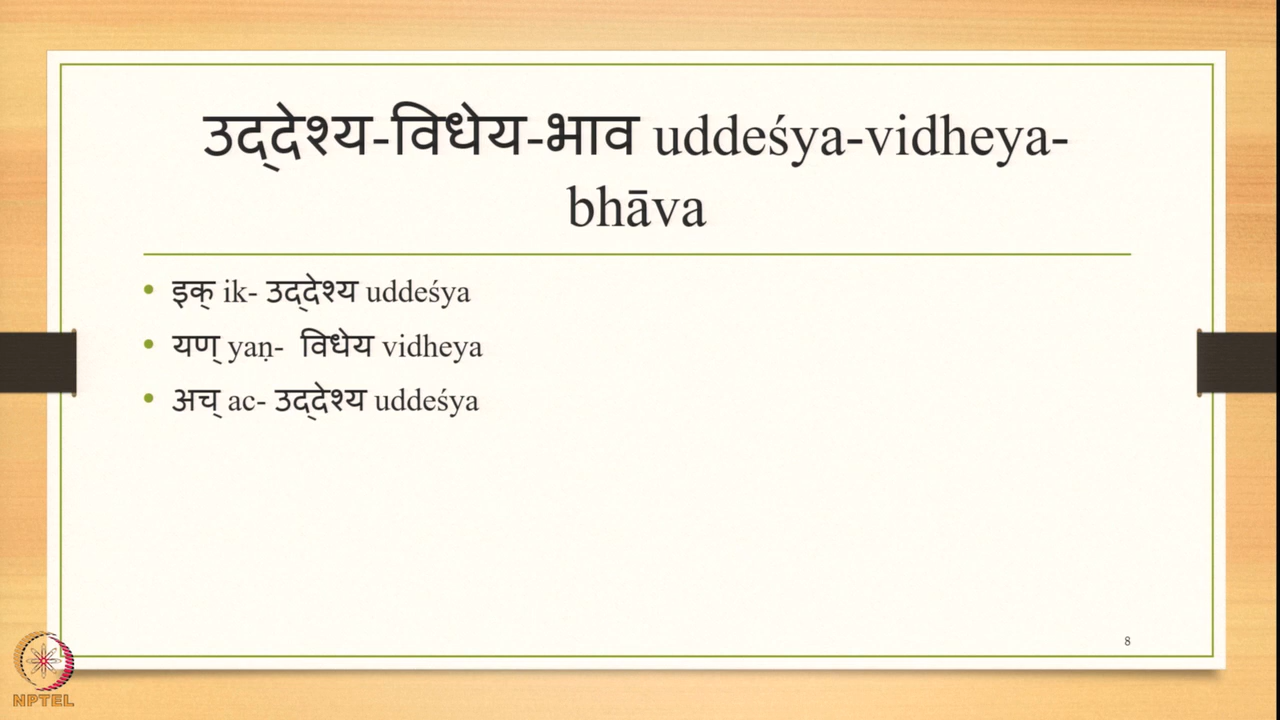 उद्देश्य-विधेय-भाव uddeśya-vidheya-
bhāva
• इक् ik- उद्देश्य uddeśya
• यण् yaṇ- विधेय vidheya
• अच् ac- उद्देश्य uddeśya
8
NPTEL